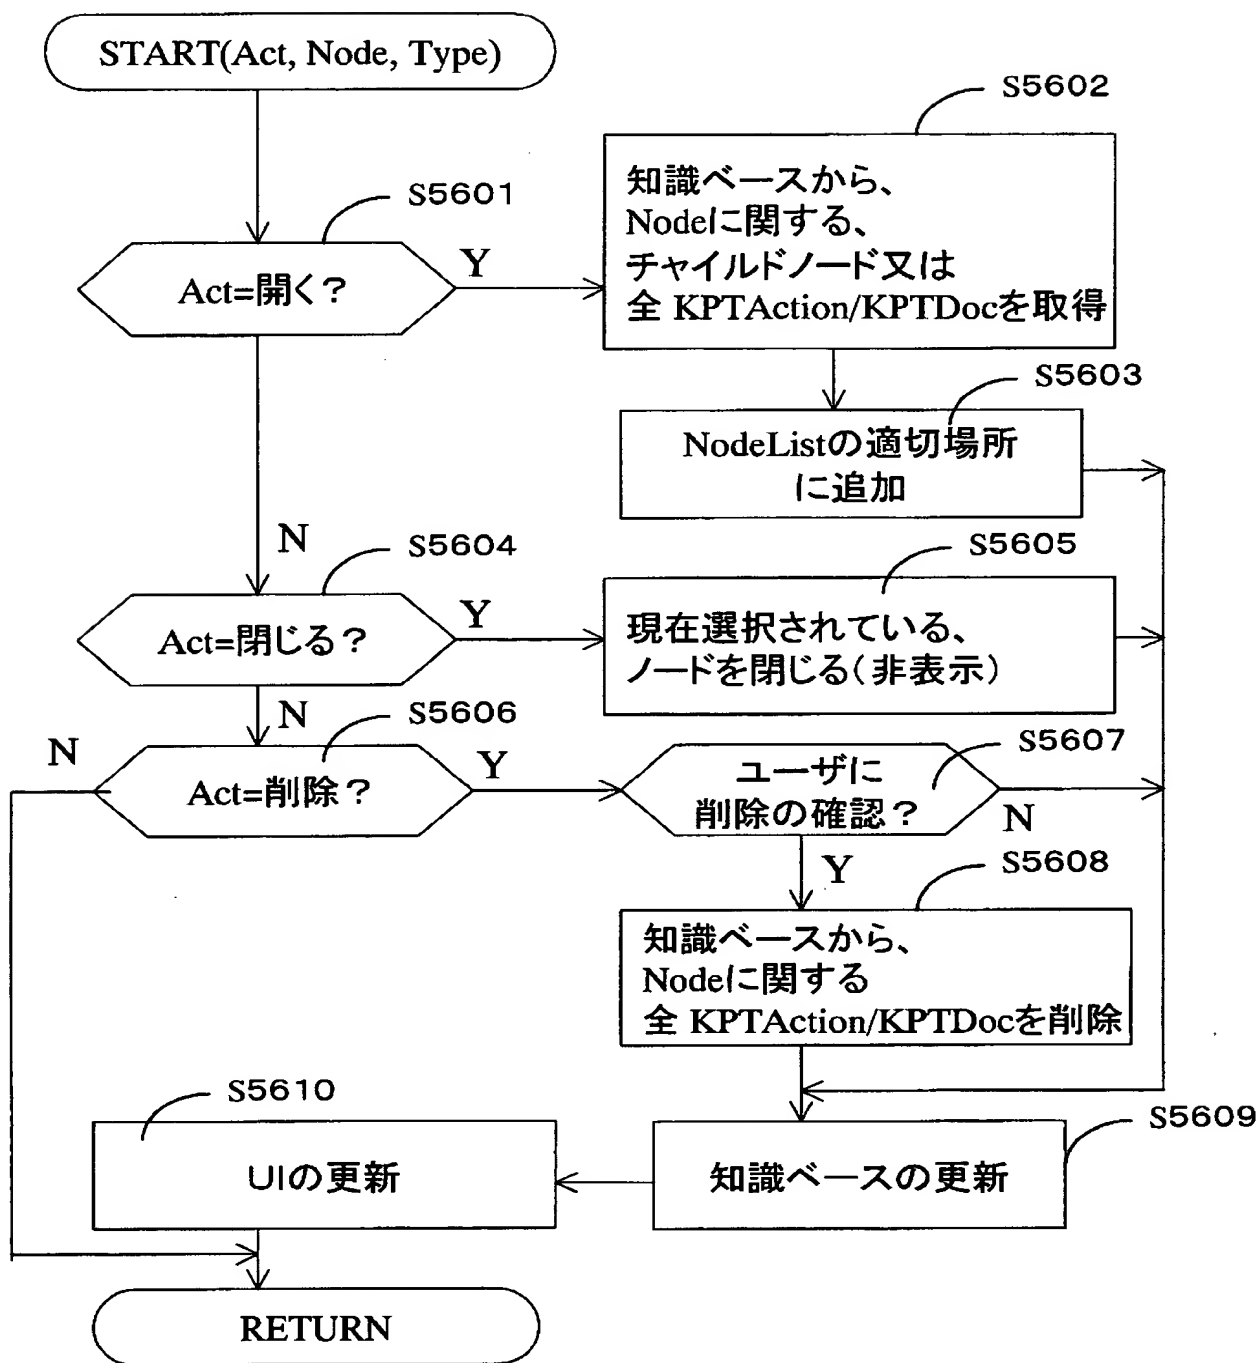 START(Act, Node, Type)
S5602
知識ベースから、
Nodeに関する、
チャイルドノード又は
全 KPTAction/KPTDocを取得
S5601
Act=開く?
Y
S5603
NodeListの適切場所
に追加
N
S5604
Act=閉じる?
Y
S5605
現在選択されている、
ノードを閉じる(非表示)
N
S5606
N
Act=削除?
Y
S5607
ユーザに
削除の確認?
N
Y
S5608
知識ベースから、
Nodeに関する
全 KPTAction/KPTDocを削除
S5610
UIの更新
S5609
知識ベースの更新
RETURN